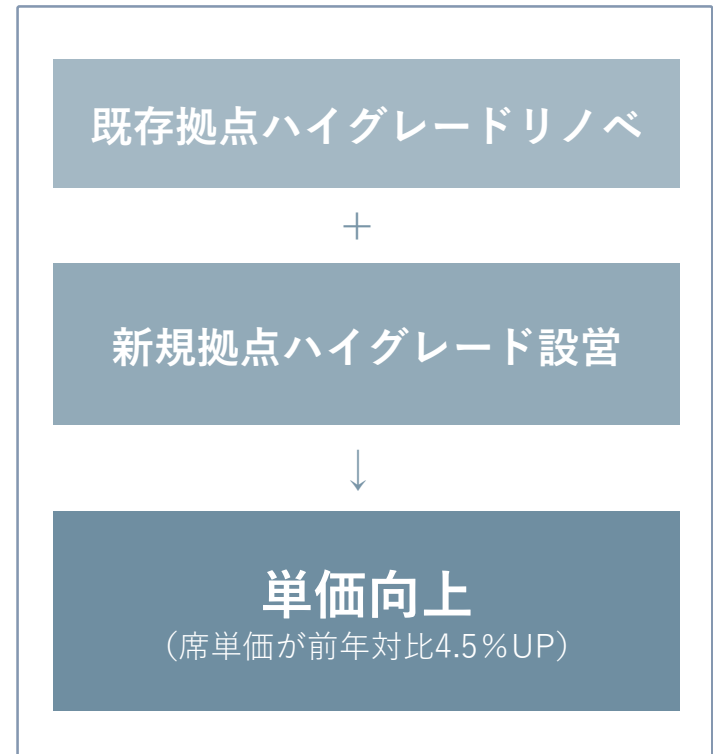 既存拠点ハイグレードリノベ
＋
新規拠点ハイグレード設営
↓
単価向上
（席単価が前年対比4.5％UP）